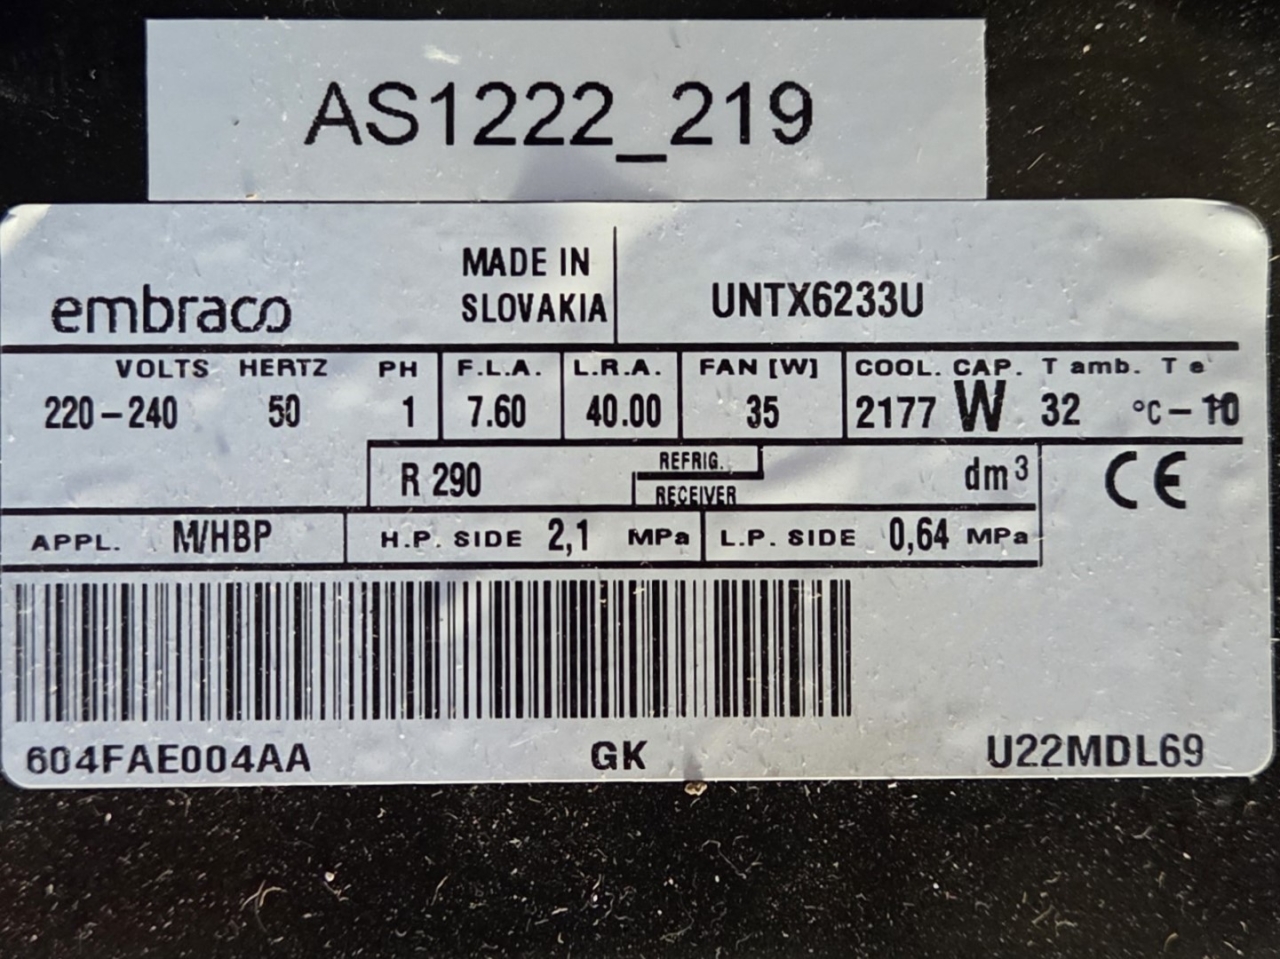 AS1222_219
embraco
MADE IN
SLOVAKIA
UNTX6233U
VOLTS HERTZ PH F.L.A. L.R.A. FAN [W] COOL. CAP. T amb. T e
220-240 50 1 7.60 40.00 35 2177 W 32 °C -10
R 290 REFRIG. dm³
RECEIVER
CE
APPL. M/HBP H.P. SIDE 2,1 MPa L.P. SIDE 0,64 MPa
604FAE004AA GK U22MDL69